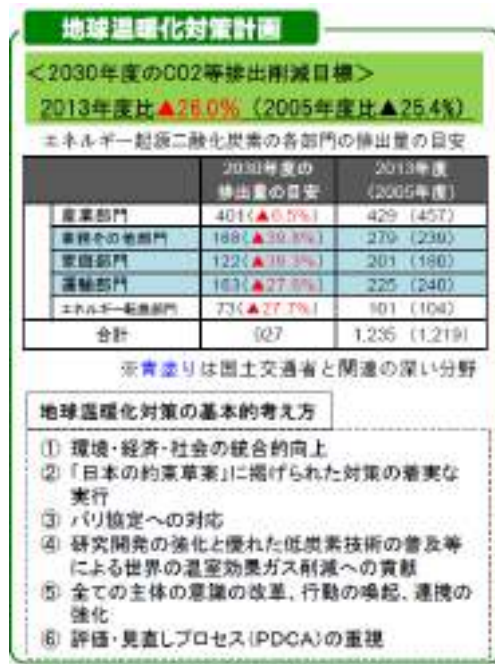 地球温暖化対策計画
＜2030年度のCO2等排出削減目標＞
2013年度比▲26.0%（2005年度比▲25.4%）
エネルギー起源二酸化炭素の各部門の排出量の目安
2030年度の 2013年度
排出量の目安 （2005年度）
産業部門 401(▲6.5%) 429 (457)
業務その他部門 168(▲39.8%) 279 (239)
家庭部門 122(▲39.3%) 201 (180)
運輸部門 163(▲27.6%) 225 (240)
エネルギー転換部門 73(▲27.7%) 101 (104)
合計 927 1,235 (1,219)
※青塗りは国土交通省と関連の深い分野
地球温暖化対策の基本的考え方
① 環境・経済・社会の統合的向上
② 「日本の約束草案」に掲げられた対策の着実な
実行
③ パリ協定への対応
④ 研究開発の強化と優れた低炭素技術の普及等
による世界の温室効果ガス削減への貢献
⑤ 全ての主体の意識の改革、行動の喚起、連携の
強化
⑥ 評価・見直しプロセス(PDCA)の重視